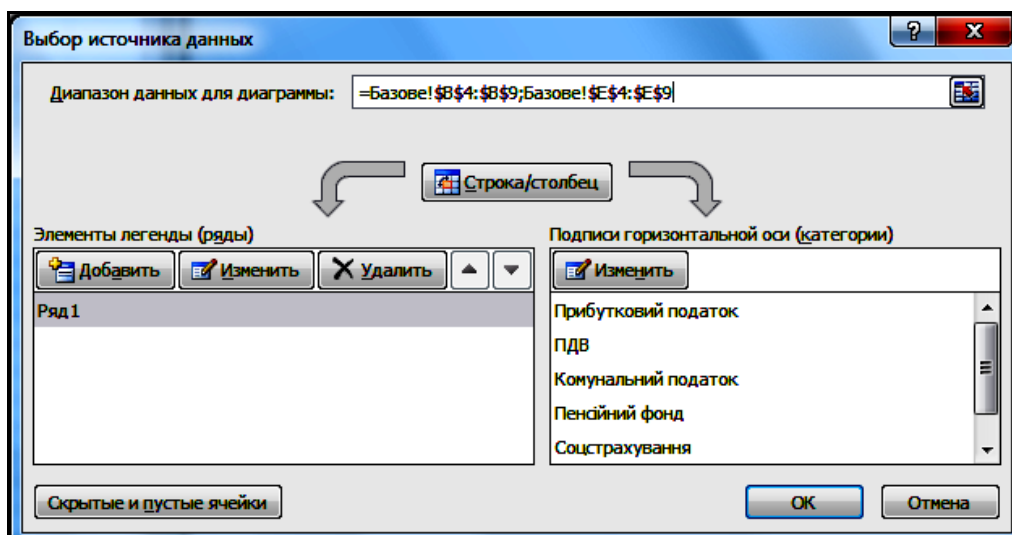 Выбор источника данных
?
X
Диапазон данных для диаграммы: =Базове!$B$4:$B$9;Базове!$E$4:$E$9
Строка/столбец
Элементы легенды (ряды)
Добавить Изменить Удалить
Ряд1
Подписи горизонтальной оси (категории)
Изменить
Прибутковий податок
ПДВ
Комунальний податок
Пенсійний фонд
Соцстрахування
Скрытые и пустые ячейки
ОК Отмена